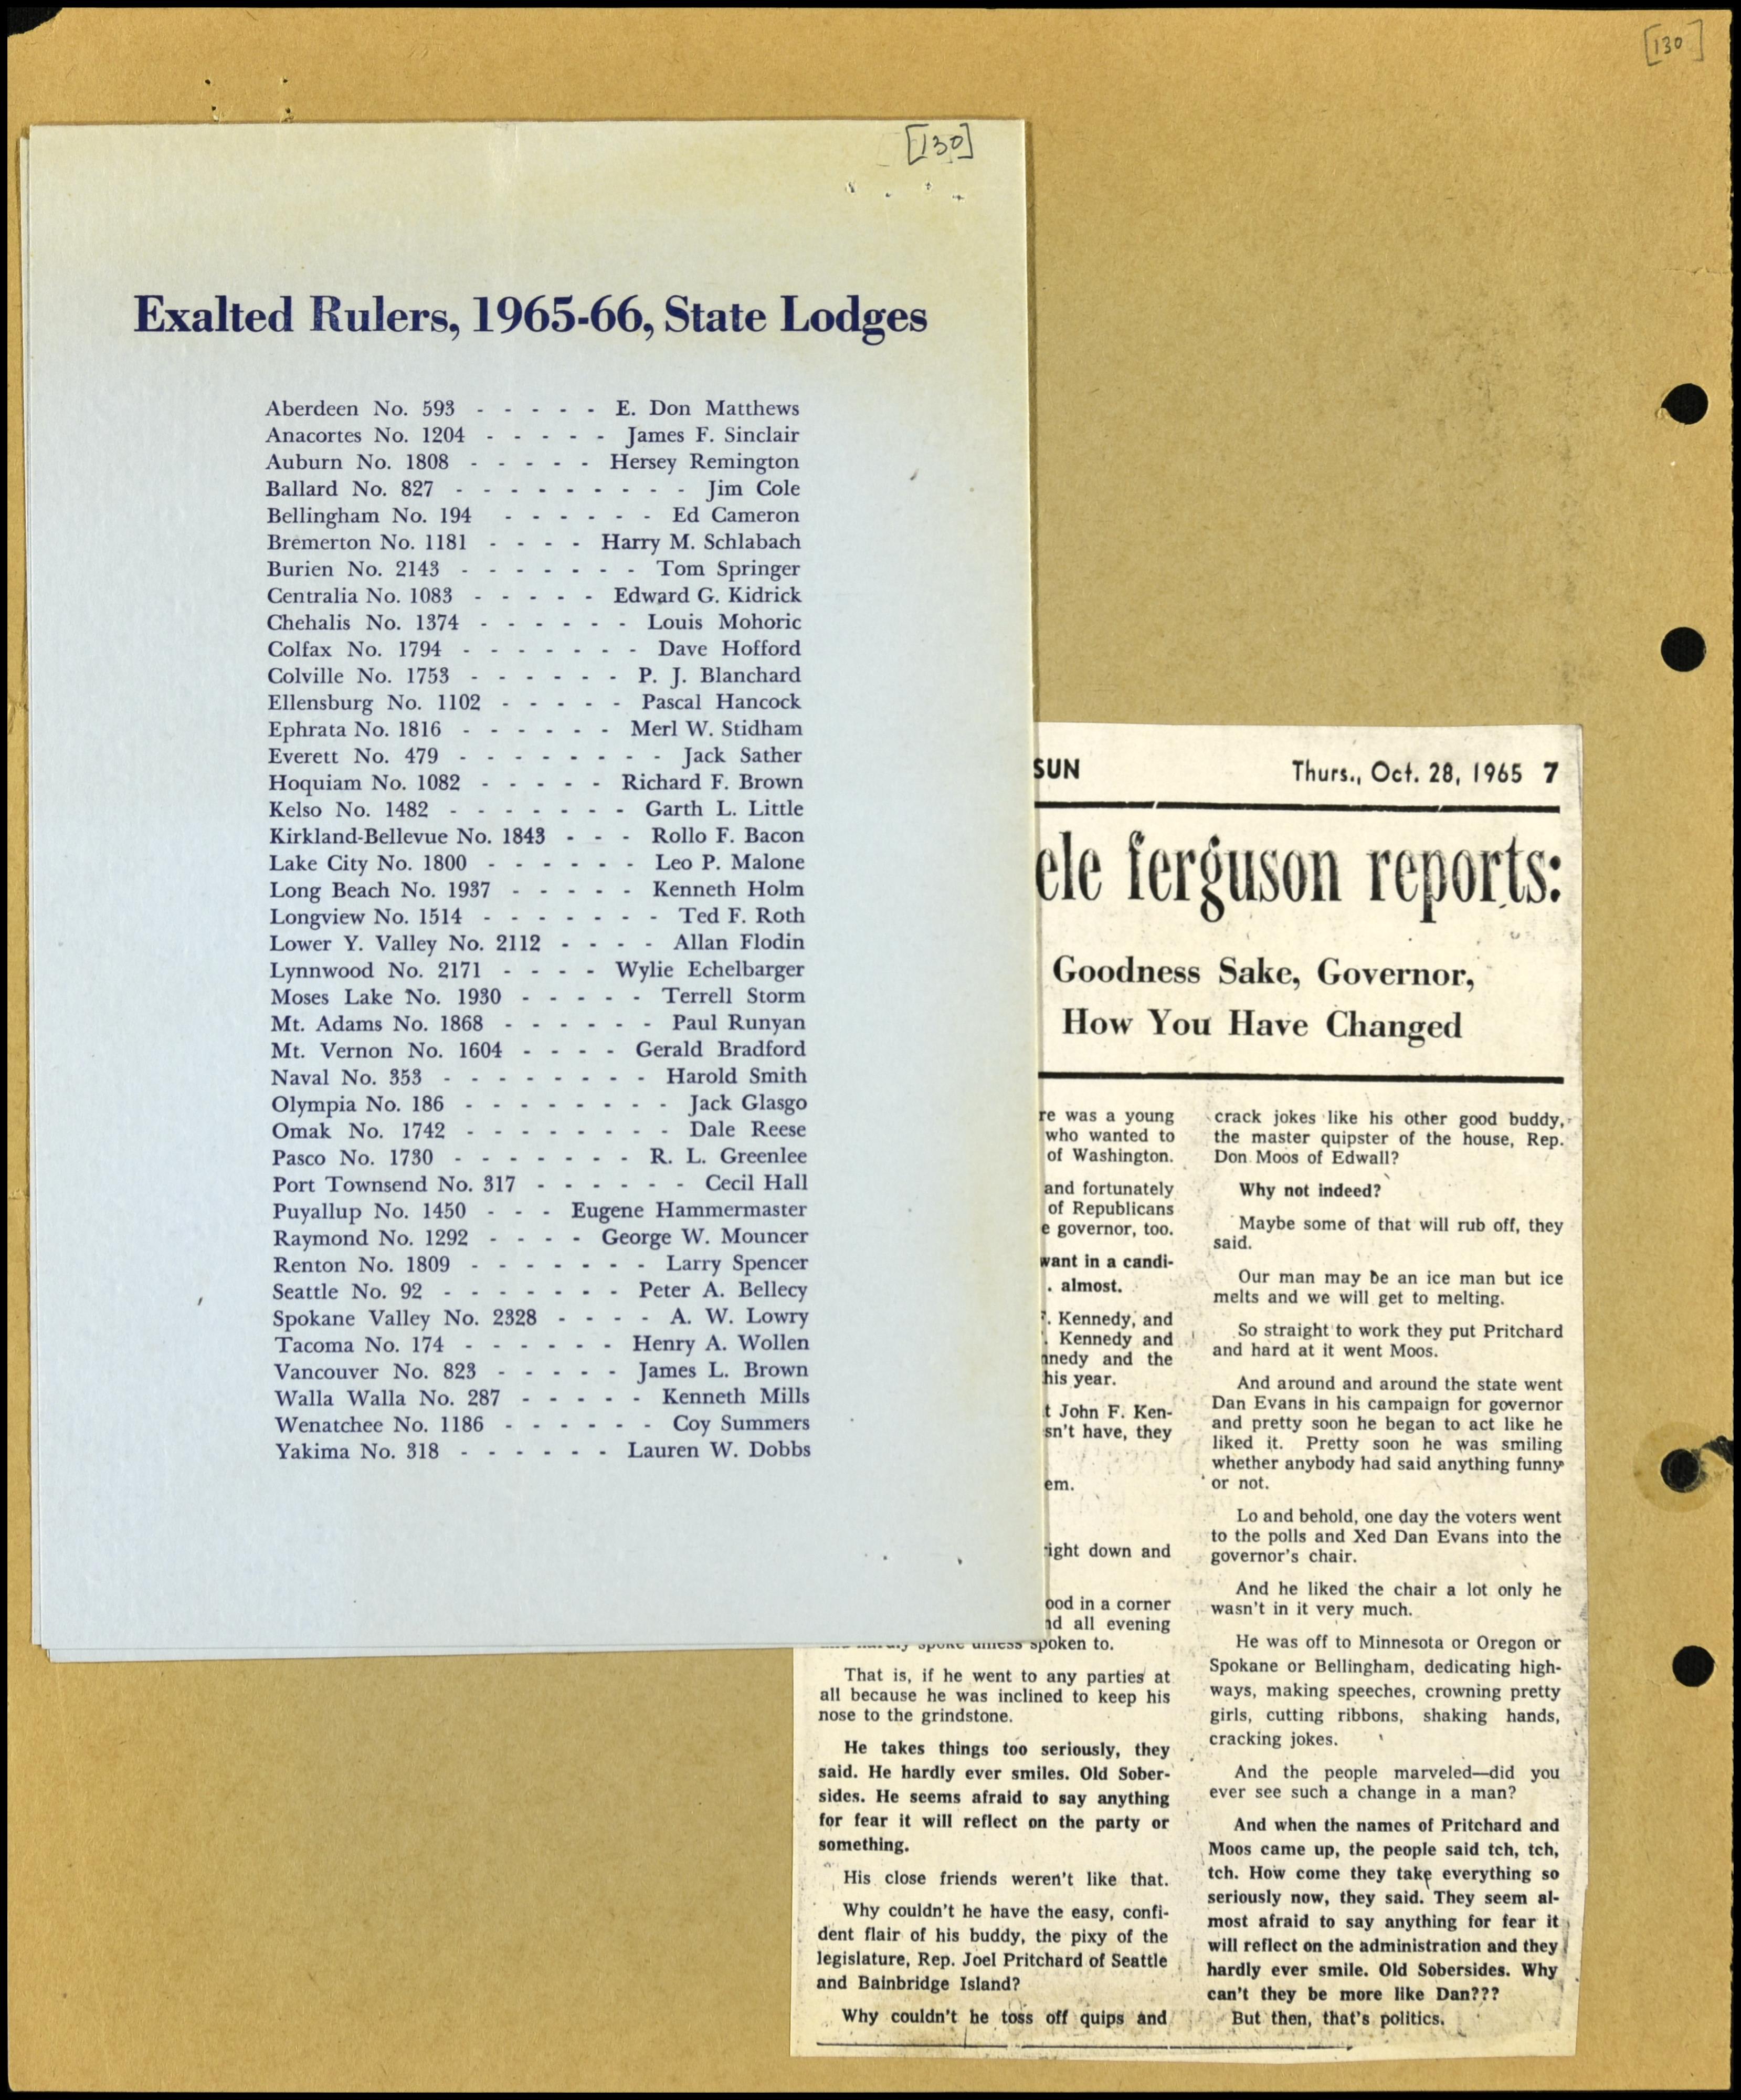 [130]
[130]
Exalted Rulers, 1965-66, State Lodges
Aberdeen No. 593 - - - - - E. Don Matthews
Anacortes No. 1204 - - - - - James F. Sinclair
Auburn No. 1808 - - - - - Hersey Remington
Ballard No. 827 - - - - - - - - - Jim Cole
Bellingham No. 194 - - - - - - Ed Cameron
Bremerton No. 1181 - - - - Harry M. Schlabach
Burien No. 2143 - - - - - - - Tom Springer
Centralia No. 1083 - - - - - Edward G. Kidrick
Chehalis No. 1374 - - - - - - Louis Mohoric
Colfax No. 1794 - - - - - - - Dave Hofford
Colville No. 1753 - - - - - - P. J. Blanchard
Ellensburg No. 1102 - - - - - Pascal Hancock
Ephrata No. 1816 - - - - - - Merl W. Stidham
Everett No. 479 - - - - - - - - Jack Sather
Hoquiam No. 1082 - - - - - Richard F. Brown
Kelso No. 1482 - - - - - - - Garth L. Little
Kirkland-Bellevue No. 1843 - - - Rollo F. Bacon
Lake City No. 1800 - - - - - - Leo P. Malone
Long Beach No. 1937 - - - - - Kenneth Holm
Longview No. 1514 - - - - - - - Ted F. Roth
Lower Y. Valley No. 2112 - - - - Allan Flodin
Lynnwood No. 2171 - - - - Wylie Echelbarger
Moses Lake No. 1930 - - - - - Terrell Storm
Mt. Adams No. 1868 - - - - - - Paul Runyan
Mt. Vernon No. 1604 - - - - Gerald Bradford
Naval No. 353 - - - - - - - - Harold Smith
Olympia No. 186 - - - - - - - - Jack Glasgo
Omak No. 1742 - - - - - - - - Dale Reese
Pasco No. 1730 - - - - - - - R. L. Greenlee
Port Townsend No. 317 - - - - - - Cecil Hall
Puyallup No. 1450 - - - Eugene Hammermaster
Raymond No. 1292 - - - - George W. Mouncer
Renton No. 1809 - - - - - - - Larry Spencer
Seattle No. 92 - - - - - - - Peter A. Bellecy
Spokane Valley No. 2328 - - - - A. W. Lowry
Tacoma No. 174 - - - - - - Henry A. Wollen
Vancouver No. 823 - - - - - James L. Brown
Walla Walla No. 287 - - - - - Kenneth Mills
Wenatchee No. 1186 - - - - - - Coy Summers
Yakima No. 318 - - - - - - Lauren W. Dobbs
SUN Thurs., Oct. 28, 1965 7
ele ferguson reports:
Goodness Sake, Governor,
How You Have Changed
re was a young
who wanted to
of Washington.
and fortunately
of Republicans
e governor, too.
want in a candi-
. almost.
. Kennedy, and
. Kennedy and
nnedy and the
his year.
t John F. Ken-
sn't have, they
em.
ight down and
ood in a corner
nd all evening
spoke unless spoken to.
That is, if he went to any parties at
all because he was inclined to keep his
nose to the grindstone.
He takes things too seriously, they
said. He hardly ever smiles. Old Sober-
sides. He seems afraid to say anything
for fear it will reflect on the party or
something.
His close friends weren't like that.
Why couldn't he have the easy, confi-
dent flair of his buddy, the pixy of the
legislature, Rep. Joel Pritchard of Seattle
and Bainbridge Island?
Why couldn't he toss off quips and
crack jokes like his other good buddy,
the master quipster of the house, Rep.
Don Moos of Edwall?
Why not indeed?
Maybe some of that will rub off, they
said.
Our man may be an ice man but ice
melts and we will get to melting.
So straight to work they put Pritchard
and hard at it went Moos.
And around and around the state went
Dan Evans in his campaign for governor
and pretty soon he began to act like he
liked it. Pretty soon he was smiling
whether anybody had said anything funny
or not.
Lo and behold, one day the voters went
to the polls and Xed Dan Evans into the
governor's chair.
And he liked the chair a lot only he
wasn't in it very much.
He was off to Minnesota or Oregon or
Spokane or Bellingham, dedicating high-
ways, making speeches, crowning pretty
girls, cutting ribbons, shaking hands,
cracking jokes.
And the people marveled—did you
ever see such a change in a man?
And when the names of Pritchard and
Moos came up, the people said tch, tch,
tch. How come they take everything so
seriously now, they said. They seem al-
most afraid to say anything for fear it
will reflect on the administration and they
hardly ever smile. Old Sobersides. Why
can't they be more like Dan???
But then, that's politics.